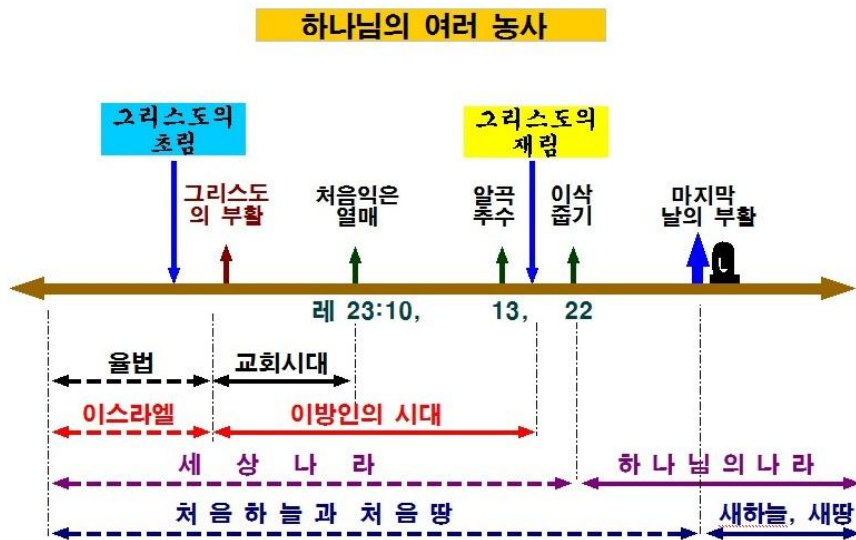 하나님의 여러 농사
그리스도의
초림
그리스도의
재림
그리스도
의 부활
처음익은
열매
알곡
추수
이삭
줍기
마지막
날의 부활
레 23:10, 13, 22
율법 교회시대
이스라엘 이방인의 시대
세 상 나 라 하 나 님 의 나 라
처 음 하 늘 과 처 음 땅 새하늘, 새땅